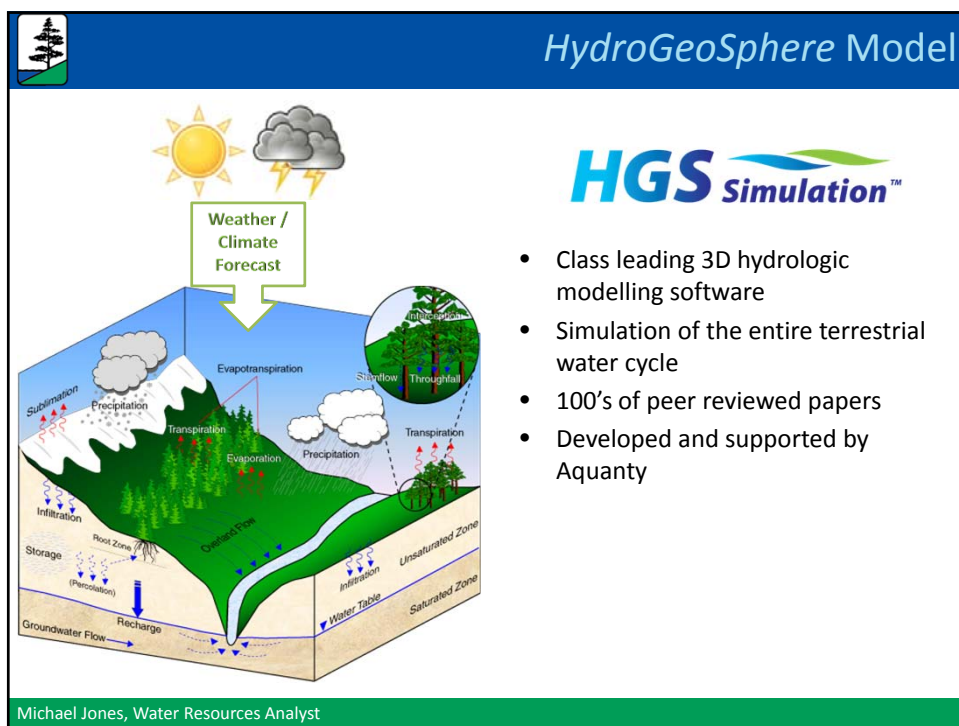 HydroGeoSphere Model
Weather /
Climate
Forecast
HGS Simulation™
• Class leading 3D hydrologic
modelling software
• Simulation of the entire terrestrial
water cycle
• 100's of peer reviewed papers
• Developed and supported by
Aquanty
Interception
Stemflow
Throughfall
Evapotranspiration
Sublimation
Precipitation
Transpiration
Evaporation
Precipitation
Transpiration
Infiltration
Root Zone
Overland Flow
Storage
(Percolation)
Infiltration
Unsaturated Zone
Water Table
Saturated Zone
Recharge
Groundwater Flow
Michael Jones, Water Resources Analyst